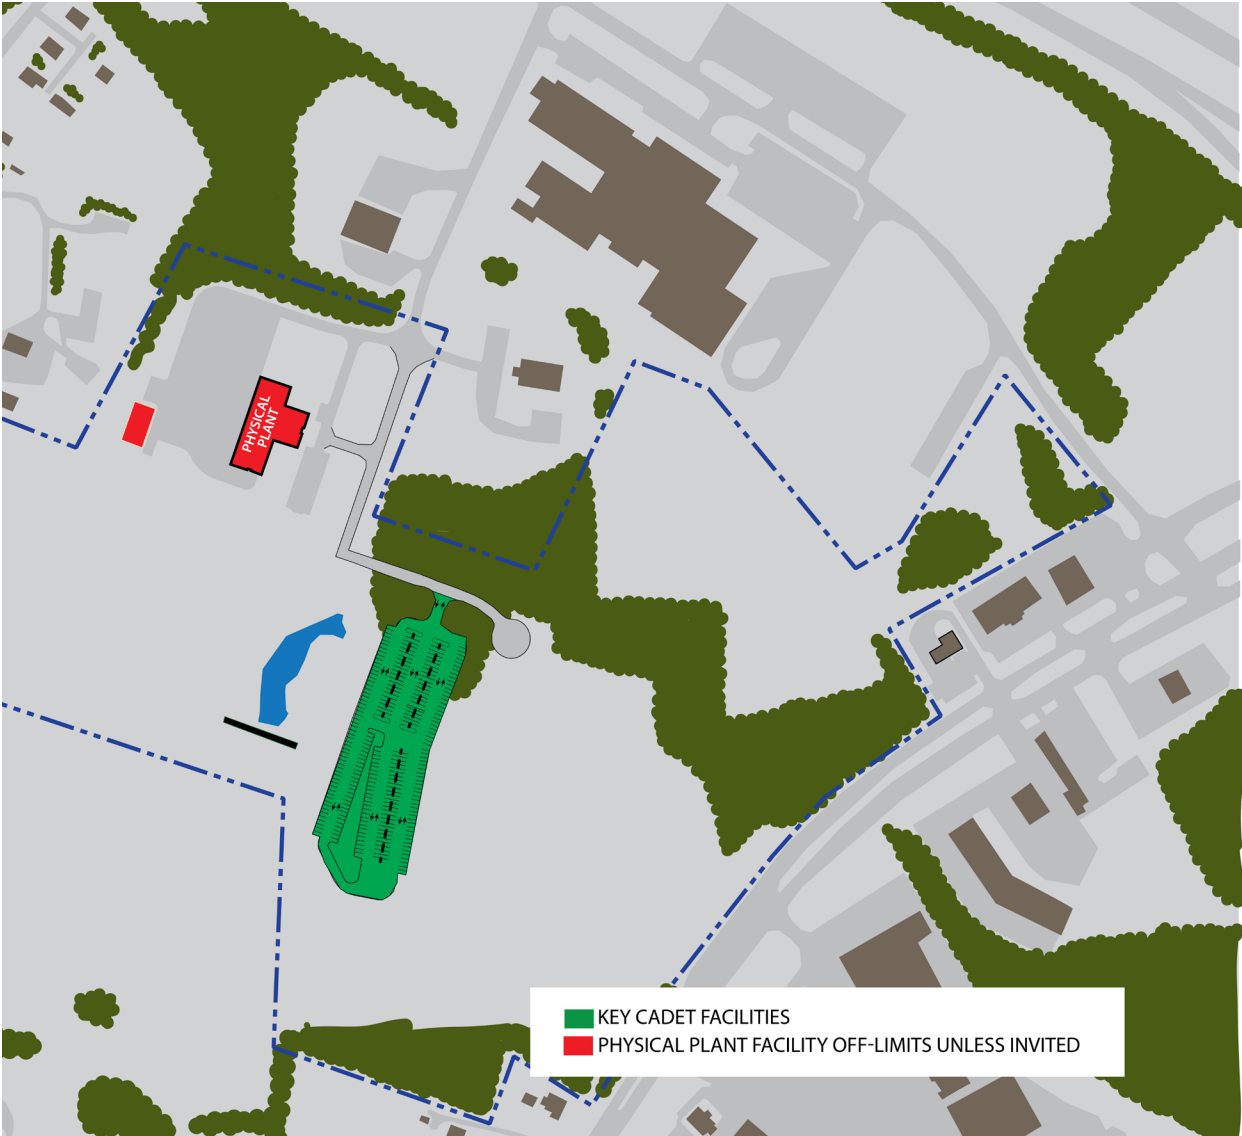 PHYSICAL
PLANT
KEY CADET FACILITIES
PHYSICAL PLANT FACILITY OFF-LIMITS UNLESS INVITED